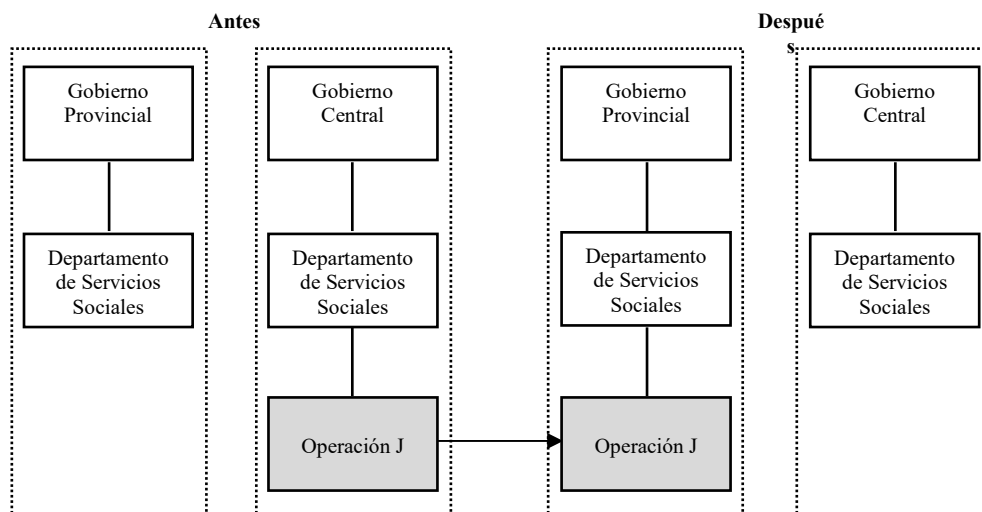 Antes
Despué
s
Gobierno
Provincial
Gobierno
Central
Gobierno
Provincial
Gobierno
Central
Departamento
de Servicios
Sociales
Departamento
de Servicios
Sociales
Departamento
de Servicios
Sociales
Departamento
de Servicios
Sociales
Operación J
Operación J